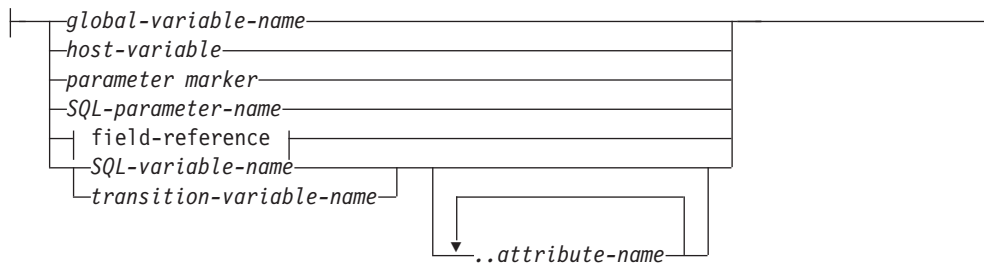 global-variable-name
host-variable
parameter marker
SQL-parameter-name
field-reference
SQL-variable-name
transition-variable-name
..attribute-name